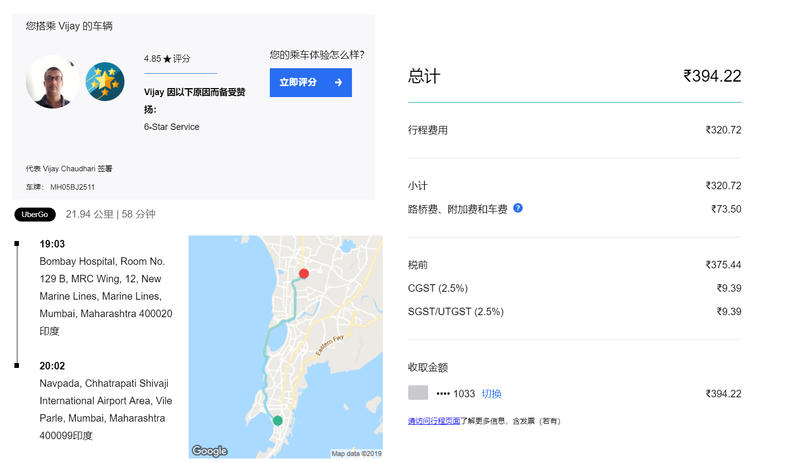 您搭乘 Vijay 的车辆
4.85★评分
Vijay 因以下原因而备受赞
扬：
6-Star Service
您的乘车体验怎么样?
立即评分 →
代表 Vijay Chaudhari 签署
车牌： MH05BJ2511
UberGo 21.94 公里 | 58 分钟
19:03
Bombay Hospital, Room No.
129 B, MRC Wing, 12, New
Marine Lines, Marine Lines,
Mumbai, Maharashtra 400020
印度
20:02
Navpada, Chhatrapati Shivaji
International Airport Area, Vile
Parle, Mumbai, Maharashtra
400099印度
Eastern Fwy
Google
Map data ©2019
总计 ₹394.22
行程费用 ₹320.72
小计 ₹320.72
路桥费、附加费和车费 ? ₹73.50
税前 ₹375.44
CGST (2.5%) ₹9.39
SGST/UTGST (2.5%) ₹9.39
收取金额
•••• 1033 切换 ₹394.22
请访问行程页面了解更多信息，含发票（若有）